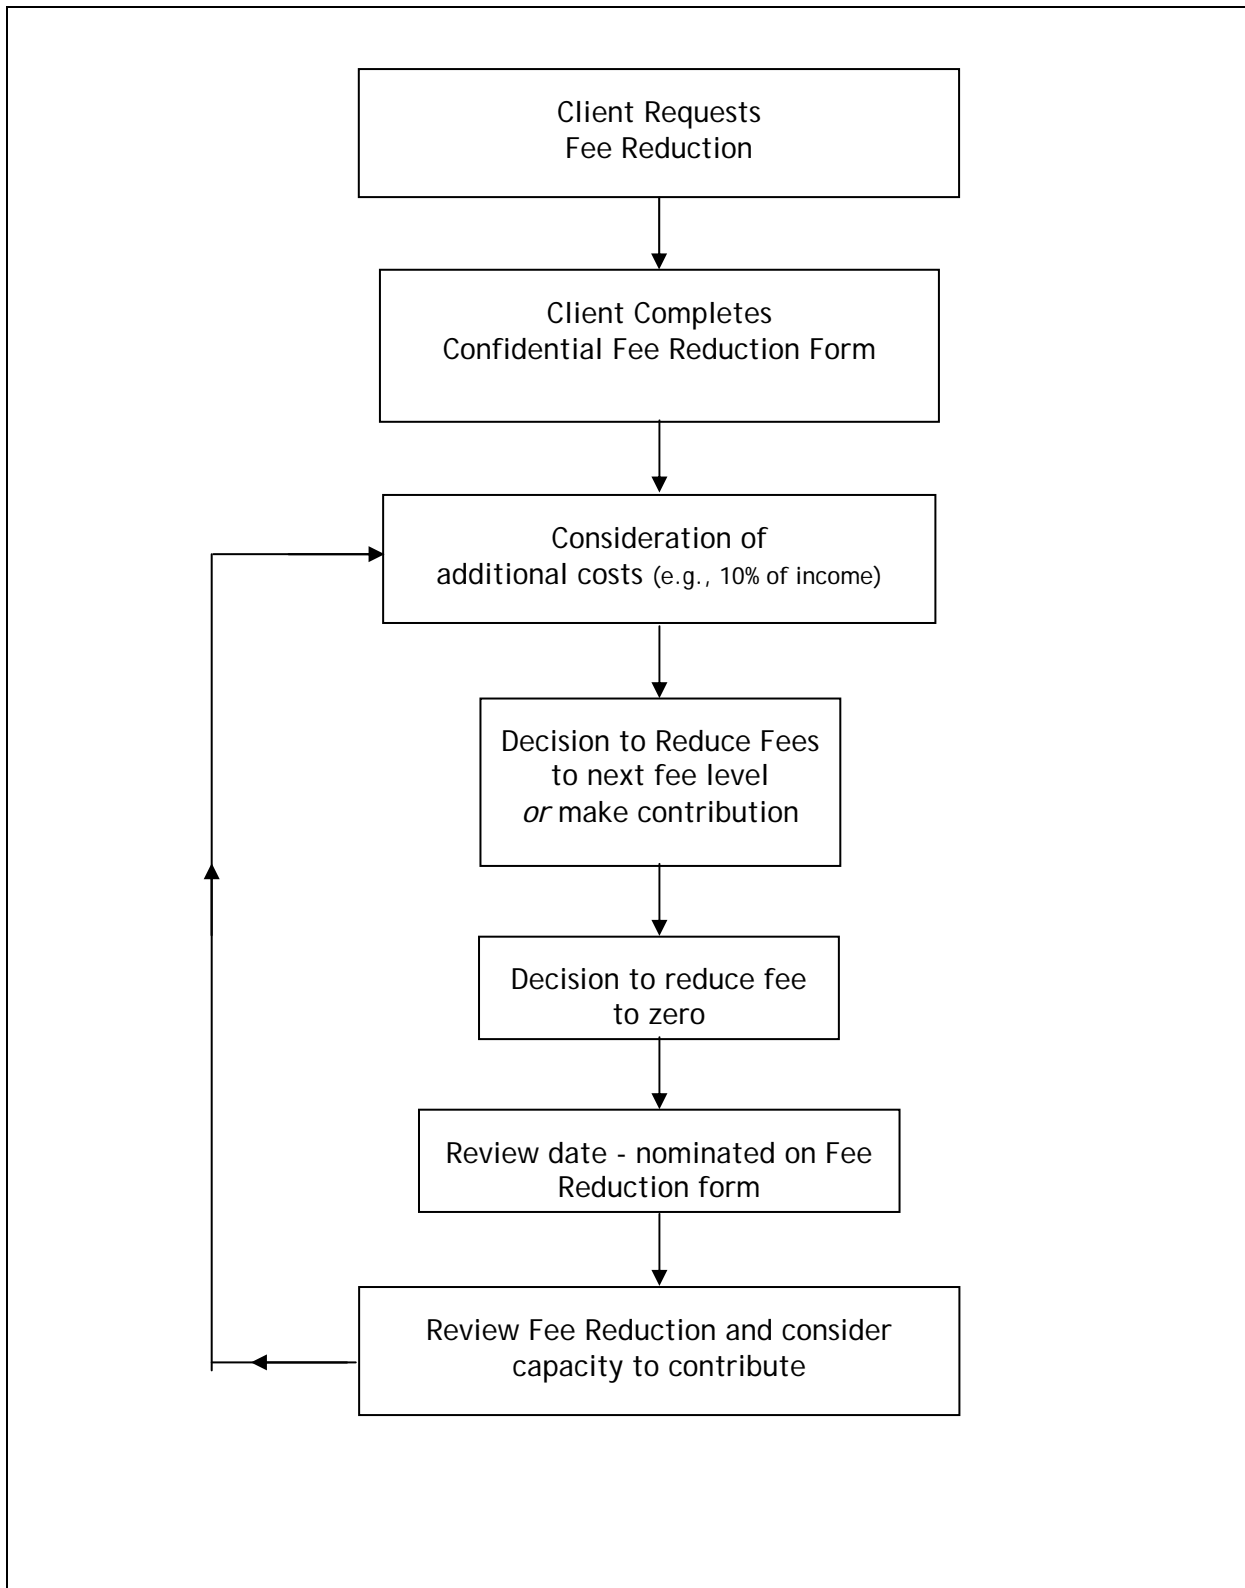 Client Requests
Fee Reduction
Client Completes
Confidential Fee Reduction Form
Consideration of
additional costs (e.g., 10% of income)
Decision to Reduce Fees
to next fee level
or make contribution
Decision to reduce fee
to zero
Review date - nominated on Fee
Reduction form
Review Fee Reduction and consider
capacity to contribute